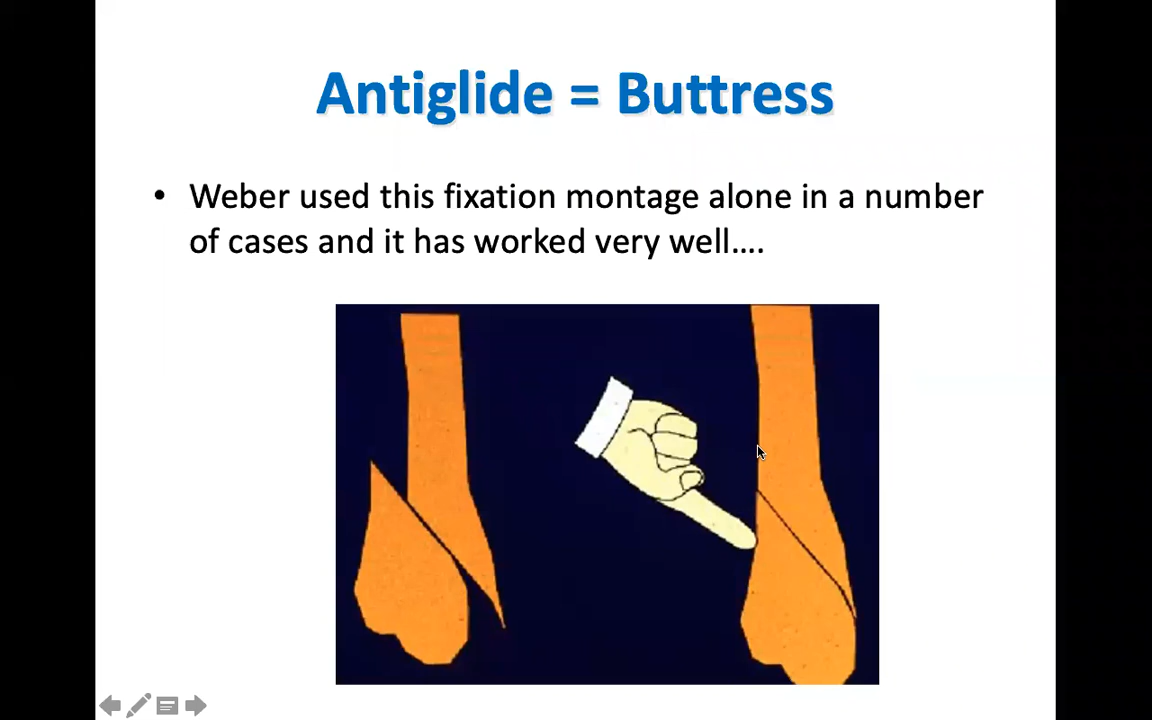 Antiglide = Buttress
• Weber used this fixation montage alone in a number
of cases and it has worked very well....